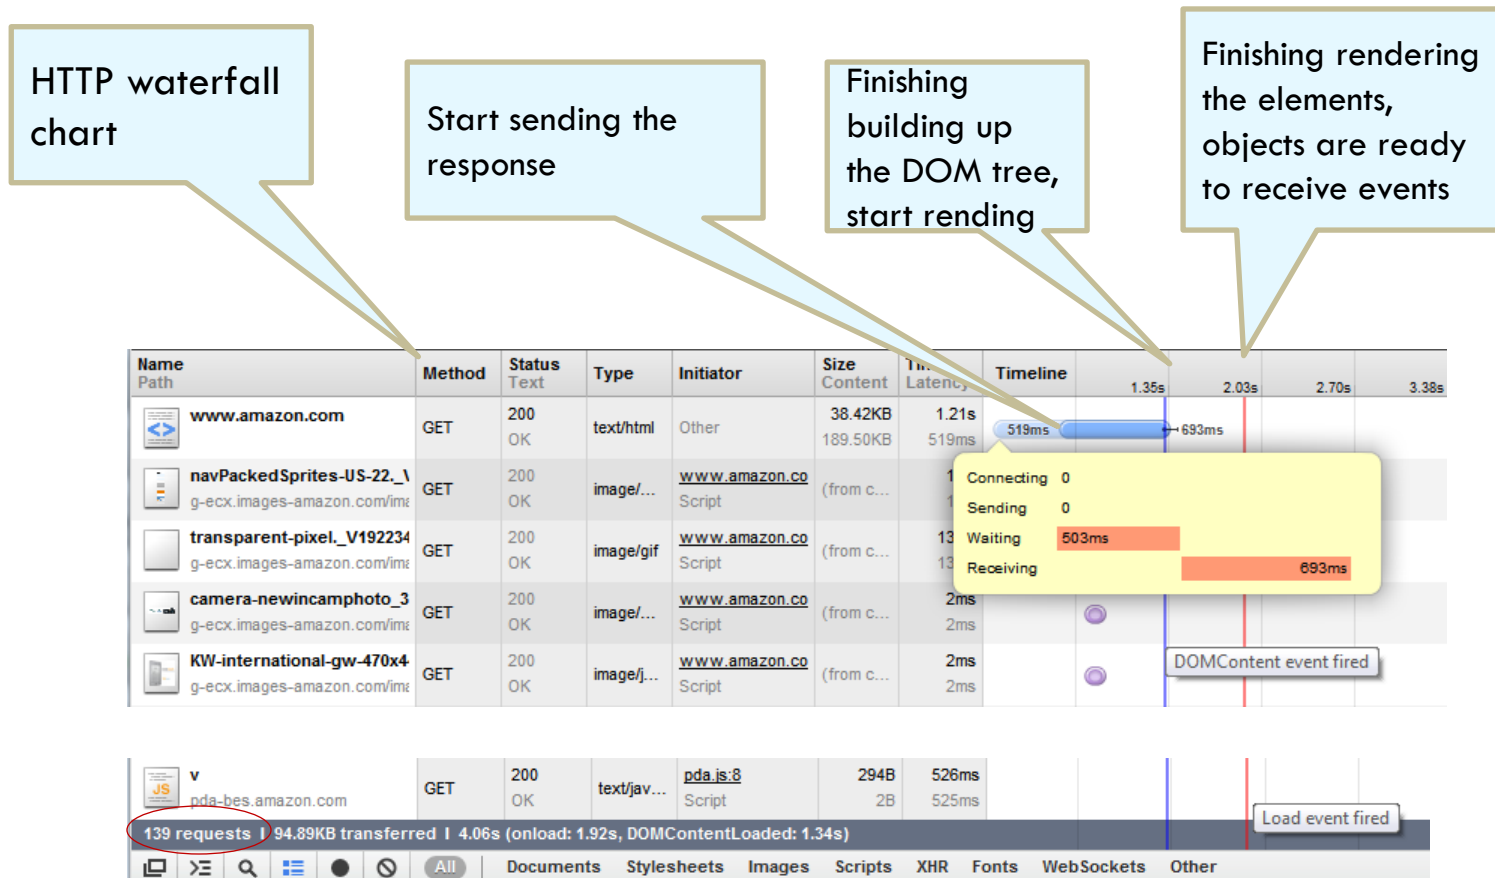 HTTP waterfall
chart
Start sending the
response
Finishing
building up
the DOM tree,
start rending
Finishing rendering
the elements,
objects are ready
to receive events
Name Method Status Type Initiator Size Timeline
Path Text Content Latency
1.35s 2.03s 2.70s 3.38s
www.amazon.com GET 200 text/html Other 38.42KB 1.21s 519ms 693ms
OK 189.50KB 519ms
navPackedSprites-US-22._V GET 200 image/... www.amazon.co (from c...
g-ecx.images-amazon.com/ima OK Script
Connecting 0
Sending 0
Waiting 503ms
Receiving 693ms
transparent-pixel._V192234 GET 200 image/gif www.amazon.co (from c... 13
g-ecx.images-amazon.com/ima OK Script 13
camera-newincamphoto_3 GET 200 image/... www.amazon.co (from c... 2ms
g-ecx.images-amazon.com/ima OK Script 2ms
KW-international-gw-470x4 GET 200 image/j... www.amazon.co (from c... 2ms
g-ecx.images-amazon.com/ima OK Script 2ms
DOMContent event fired
v GET 200 text/jav... pda.js:8 294B 526ms
JS pda-bes.amazon.com OK Script 2B 525ms
Load event fired
139 requests | 94.89KB transferred | 4.06s (onload: 1.92s, DOMContentLoaded: 1.34s)
All Documents Stylesheets Images Scripts XHR Fonts WebSockets Other